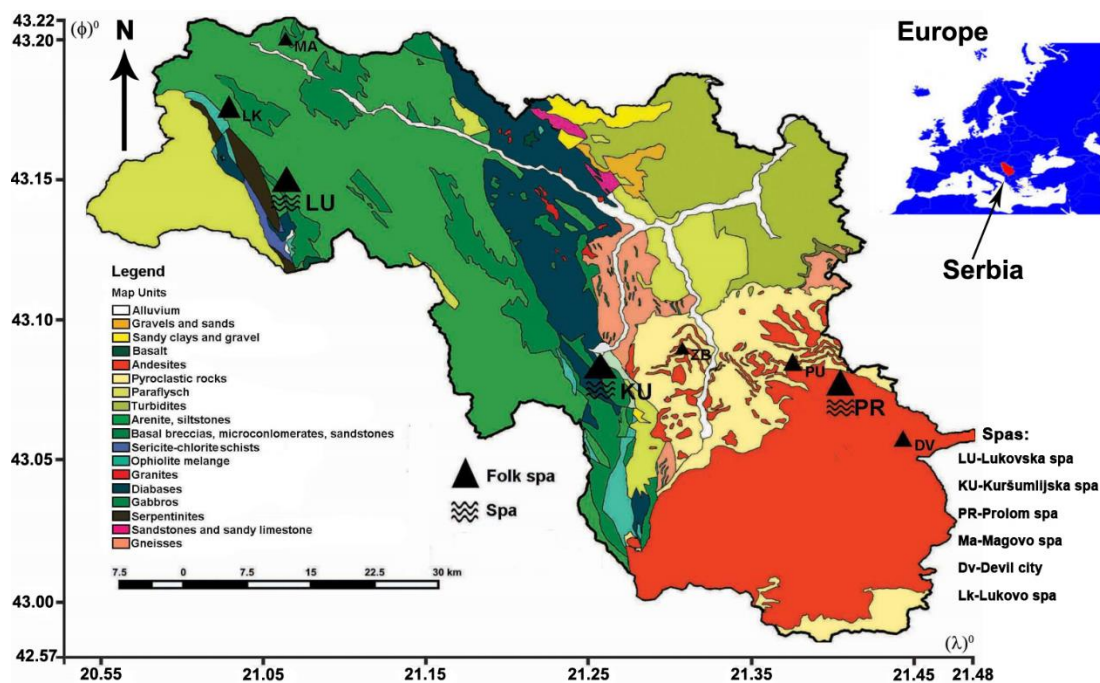 43.22
43.20
43.15
43.10
43.05
43.00
42.57
(ϕ)⁰
N
MA
LK
LU
KU
ZB
PU
PR
DV
Europe
Serbia
Legend
Map Units
Alluvium
Gravels and sands
Sandy clays and gravel
Basalt
Andesites
Pyroclastic rocks
Paraflysch
Turbidites
Arenite, siltstones
Basal breccias, microconlomerates, sandstones
Sericite-chlorite schists
Ophiolite melange
Granites
Diabases
Gabbros
Serpentinites
Sandstones and sandy limestone
Gneisses
7.5 0 7.5 15 22.5 30 km
Folk spa
Spa
Spas:
LU-Lukovska spa
KU-Kuršumlijska spa
PR-Prolom spa
Ma-Magovo spa
Dv-Devil city
Lk-Lukovo spa
(λ)⁰
20.55 21.05 21.15 21.25 21.35 21.45 21.48